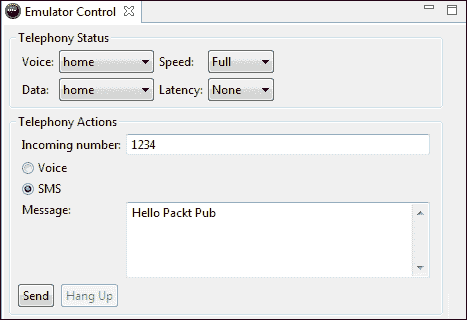 Emulator Control
Telephony Status
Voice: home Speed: Full
Data: home Latency: None
Telephony Actions
Incoming number: 1234
Voice
SMS
Message: Hello Packt Pub
Send Hang Up